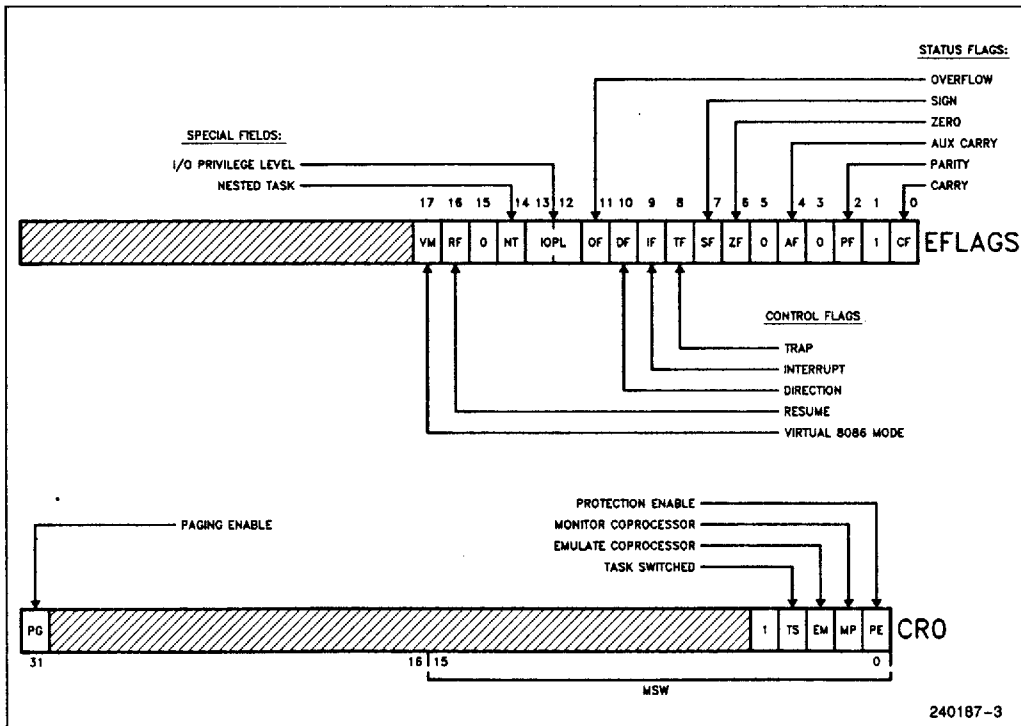 STATUS FLAGS:
OVERFLOW
SIGN
SPECIAL FIELDS:
ZERO
I/O PRIVILEGE LEVEL
AUX CARRY
NESTED TASK
PARITY
CARRY
17 16 15 14 13 12 11 10 9 8 7 6 5 4 3 2 1 0
VM RF 0 NT IOPL OF DF IF TF SF ZF 0 AF 0 PF 1 CF EFLAGS
CONTROL FLAGS
TRAP
INTERRUPT
DIRECTION
RESUME
VIRTUAL 8086 MODE
PROTECTION ENABLE
PAGING ENABLE
MONITOR COPROCESSOR
EMULATE COPROCESSOR
TASK SWITCHED
PG 1 TS EM MP PE CR0
31 16 15 0
MSW
240187-3